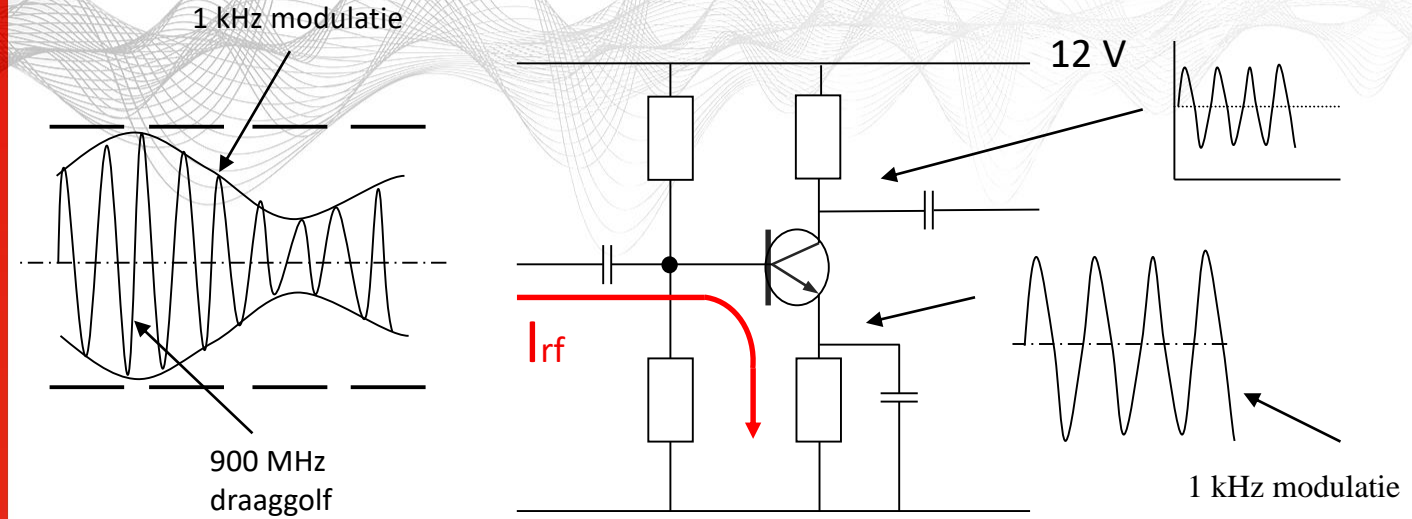 1 kHz modulatie
12 V
Irf
900 MHz
draaggolf
1 kHz modulatie